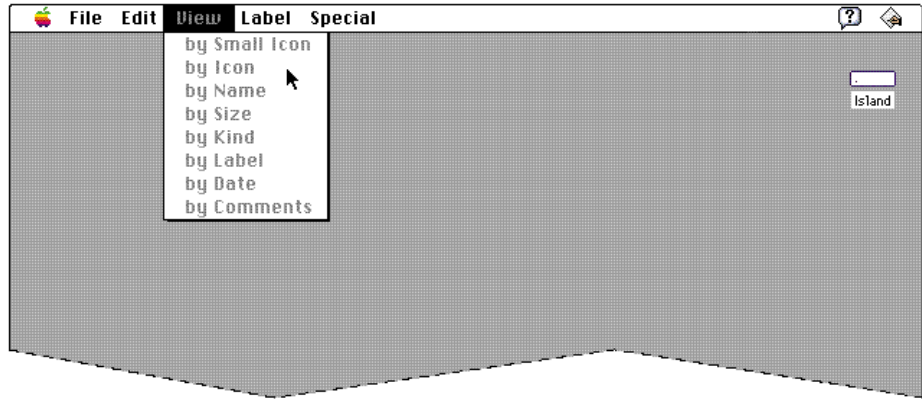 File Edit View Label Special ?
by Small Icon
by Icon
by Name
by Size
by Kind
by Label
by Date
by Comments
Island